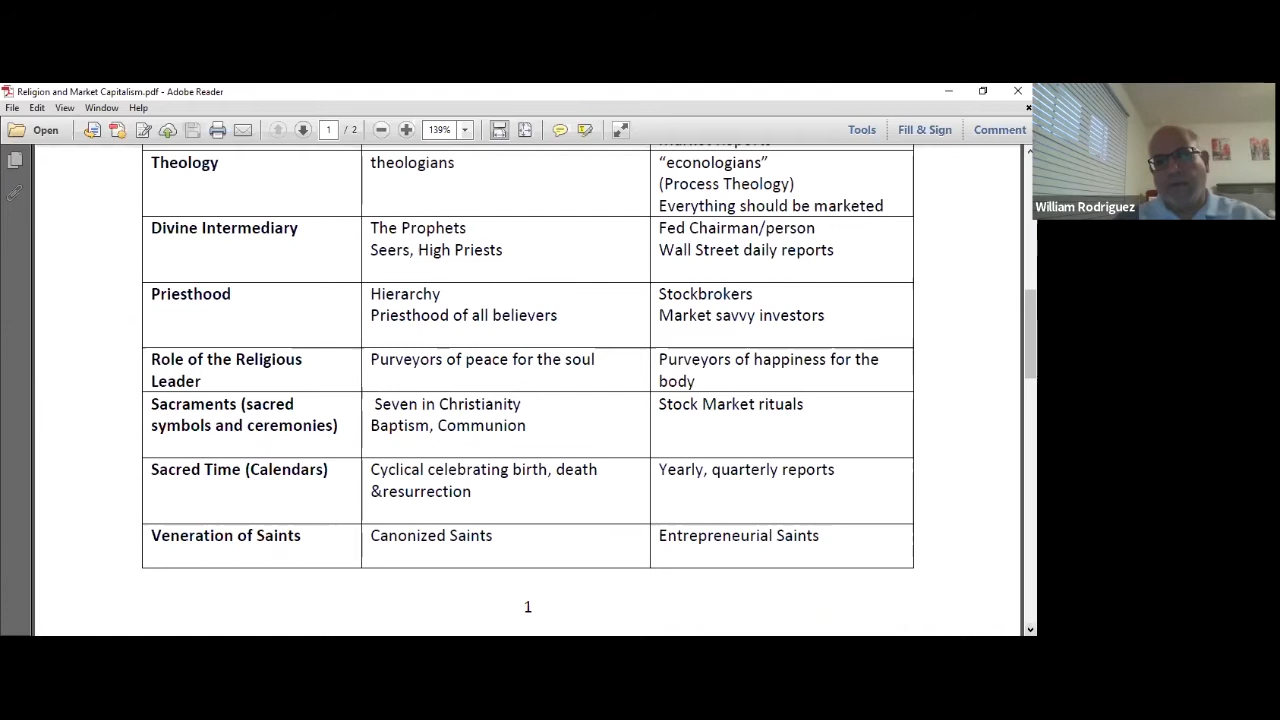 Religion and Market Capitalism.pdf - Adobe Reader
File Edit View Window Help
Open 1 / 2 139% Tools Fill & Sign Comment
Theology theologians "econologians"
(Process Theology)
Everything should be marketed
Divine Intermediary The Prophets Fed Chairman/person
Seers, High Priests Wall Street daily reports
Priesthood Hierarchy Stockbrokers
Priesthood of all believers Market savvy investors
Role of the Religious Purveyors of peace for the soul Purveyors of happiness for the
Leader body
Sacraments (sacred Seven in Christianity Stock Market rituals
symbols and ceremonies) Baptism, Communion
Sacred Time (Calendars) Cyclical celebrating birth, death Yearly, quarterly reports
&resurrection
Veneration of Saints Canonized Saints Entrepreneurial Saints
1
William Rodriguez